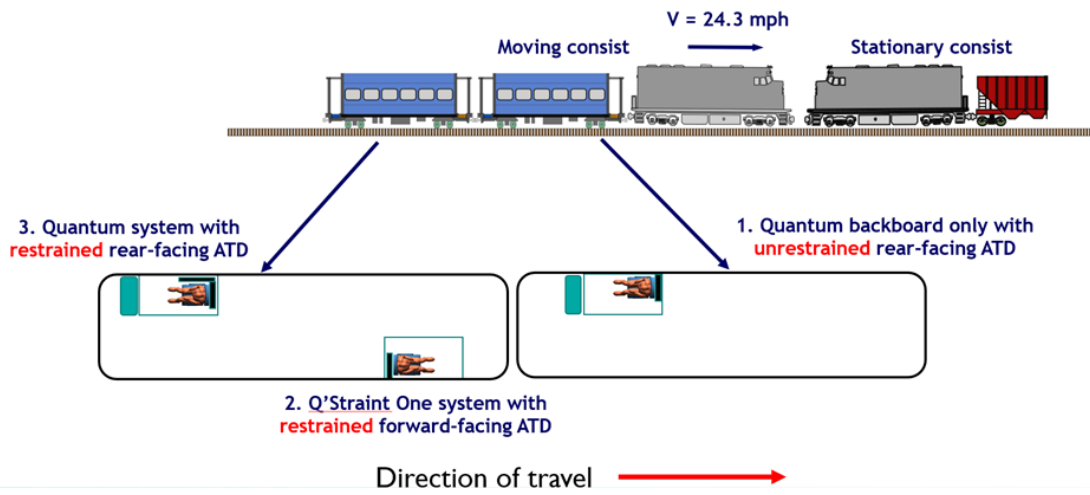 V = 24.3 mph
Moving consist
Stationary consist
3. Quantum system with
restrained rear-facing ATD
1. Quantum backboard only with
unrestrained rear-facing ATD
2. Q’Straint One system with
restrained forward-facing ATD
Direction of travel